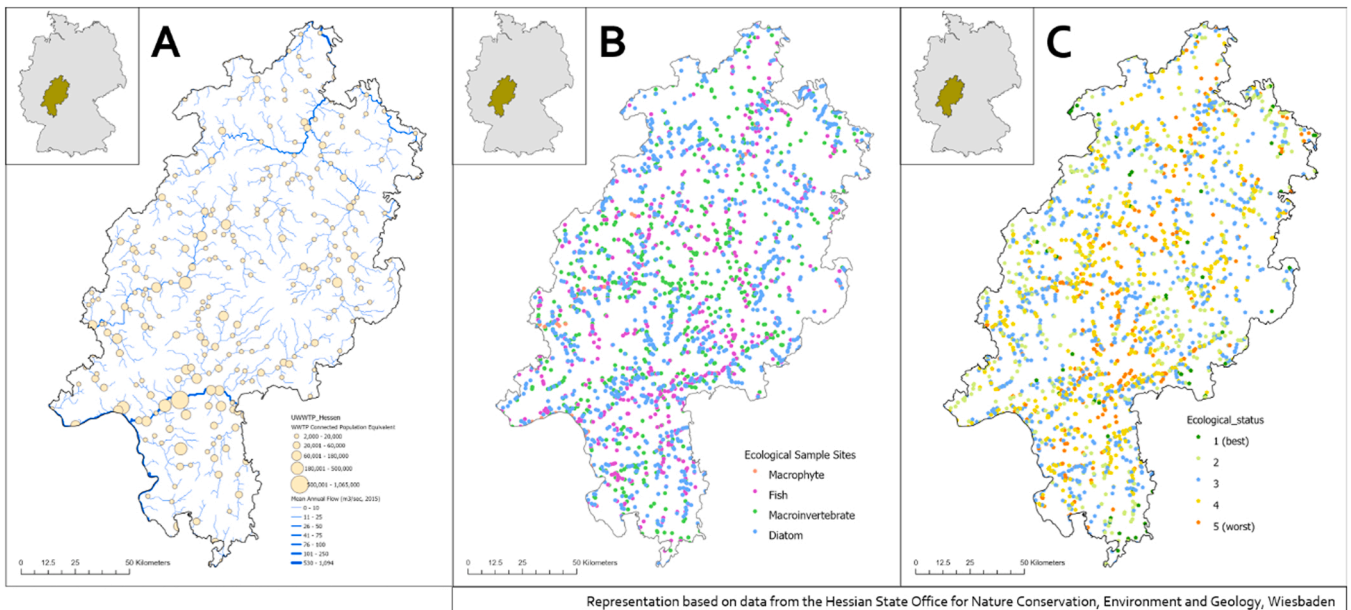 A
UWWTP_Hessen
WWTP Connected Population Equivalent
2,000 - 20,000
20,001 - 60,000
60,001 - 180,000
180,001 - 500,000
500,001 - 1,065,000
Mean Annual Flow (m3/sec, 2015)
0 - 10
11 - 25
26 - 50
41 - 75
76 - 100
101 - 250
530 - 1,094
0 12.5 25 50 Kilometers
B
Ecological Sample Sites
Macrophyte
Fish
Macroinvertebrate
Diatom
0 12.5 25 50 Kilometers
C
Ecological_status
1 (best)
2
3
4
5 (worst)
0 12.5 25 50 Kilometers
Representation based on data from the Hessian State Office for Nature Conservation, Environment and Geology, Wiesbaden